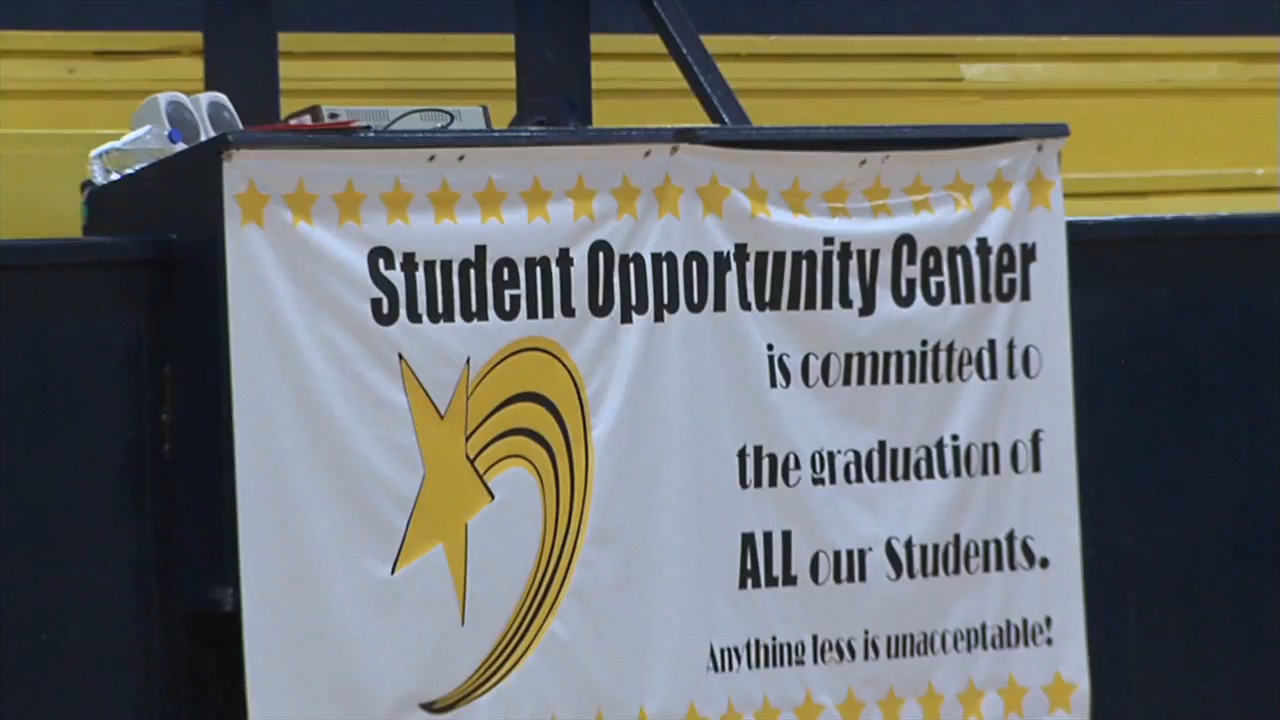 Student Opportunity Center
is committed to
the graduation of
ALL our Students.
Anything less is unacceptable!